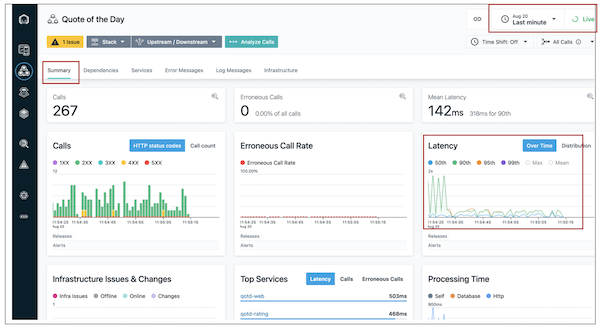 Quote of the Day
Aug 20
Last minute
Live
1 Issue
Stack
Upstream / Downstream
Analyze Calls
Time Shift: Off
All Calls
Summary
Dependencies
Services
Error Messages
Log Messages
Infrastructure
Calls
267
Erroneous Calls
0 0.00% of all calls
Mean Latency
142ms 318ms for 90th
Calls
HTTP status codes
Call count
1XX 2XX 3XX 4XX 5XX
12
11:54:25 11:54:35 11:54:45 11:54:55 11:55:05 11:55:15
Aug 20
Releases
Alerts
Erroneous Call Rate
Erroneous Call Rate
100.00%
11:54:25 11:54:35 11:54:45 11:54:55 11:55:05 11:55:15
Aug 20
Releases
Alerts
Latency
Over Time
Distribution
50th 90th 95th 99th Max Mean
2s
11:54:25 11:54:35 11:54:45 11:54:55 11:55:05 11:55:15
Aug 20
Releases
Alerts
Infrastructure Issues & Changes
Infra Issues Offline Online Changes
1
Top Services
Latency
Calls
Erroneous Calls
qotd-web 503ms
qotd-rating 468ms
Processing Time
Self Database Http